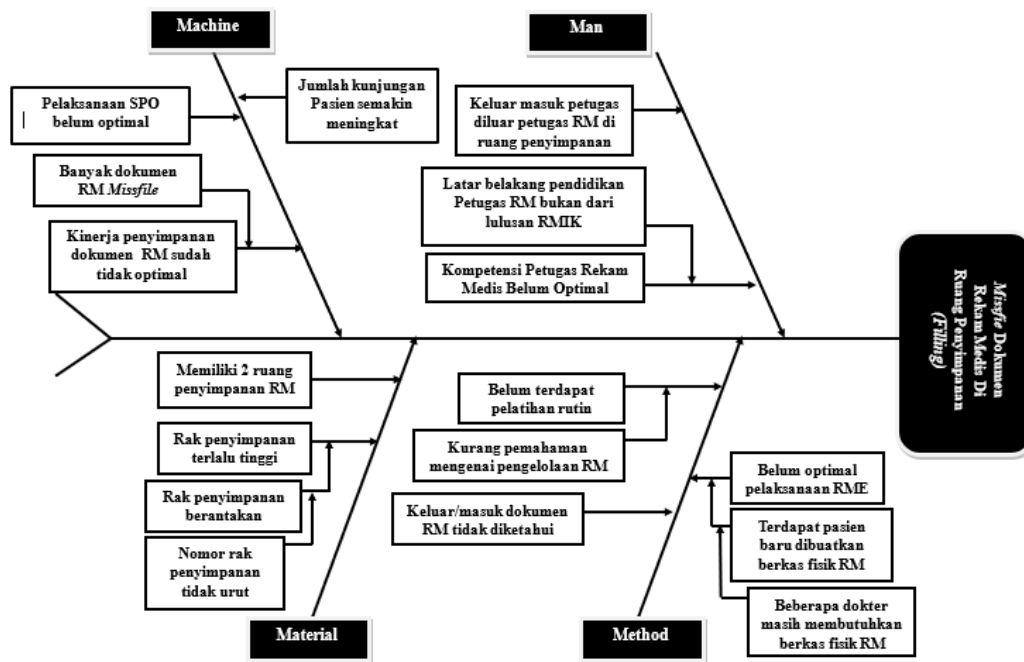 Machine
Man
Jumlah kunjungan
Pasien semakin
meningkat
Pelaksanaan SPO
belum optimal
Banyak dokumen
RM Missfile
Kinerja penyimpanan
dokumen RM sudah
tidak optimal
Keluar masuk petugas
diluar petugas RM di
ruang penyimpanan
Latar belakang pendidikan
Petugas RM bukan dari
lulusan RMIK
Kompetensi Petugas Rekam
Medis Belum Optimal
Missfie Dokumen
Rekam Medis Di
Ruang Penyimpanan
(Filling)
Memiliki 2 ruang
penyimpanan RM
Rak penyimpanan
terlalu tinggi
Rak penyimpanan
berantakan
Nomor rak
penyimpanan
tidak urut
Belum terdapat
pelatihan rutin
Kurang pemahaman
mengenai pengelolaan RM
Keluar/masuk dokumen
RM tidak diketahui
Belum optimal
pelaksanaan RME
Terdapat pasien
baru dibuatkan
berkas fisik RM
Beberapa dokter
masih membutuhkan
berkas fisik RM
Material
Method